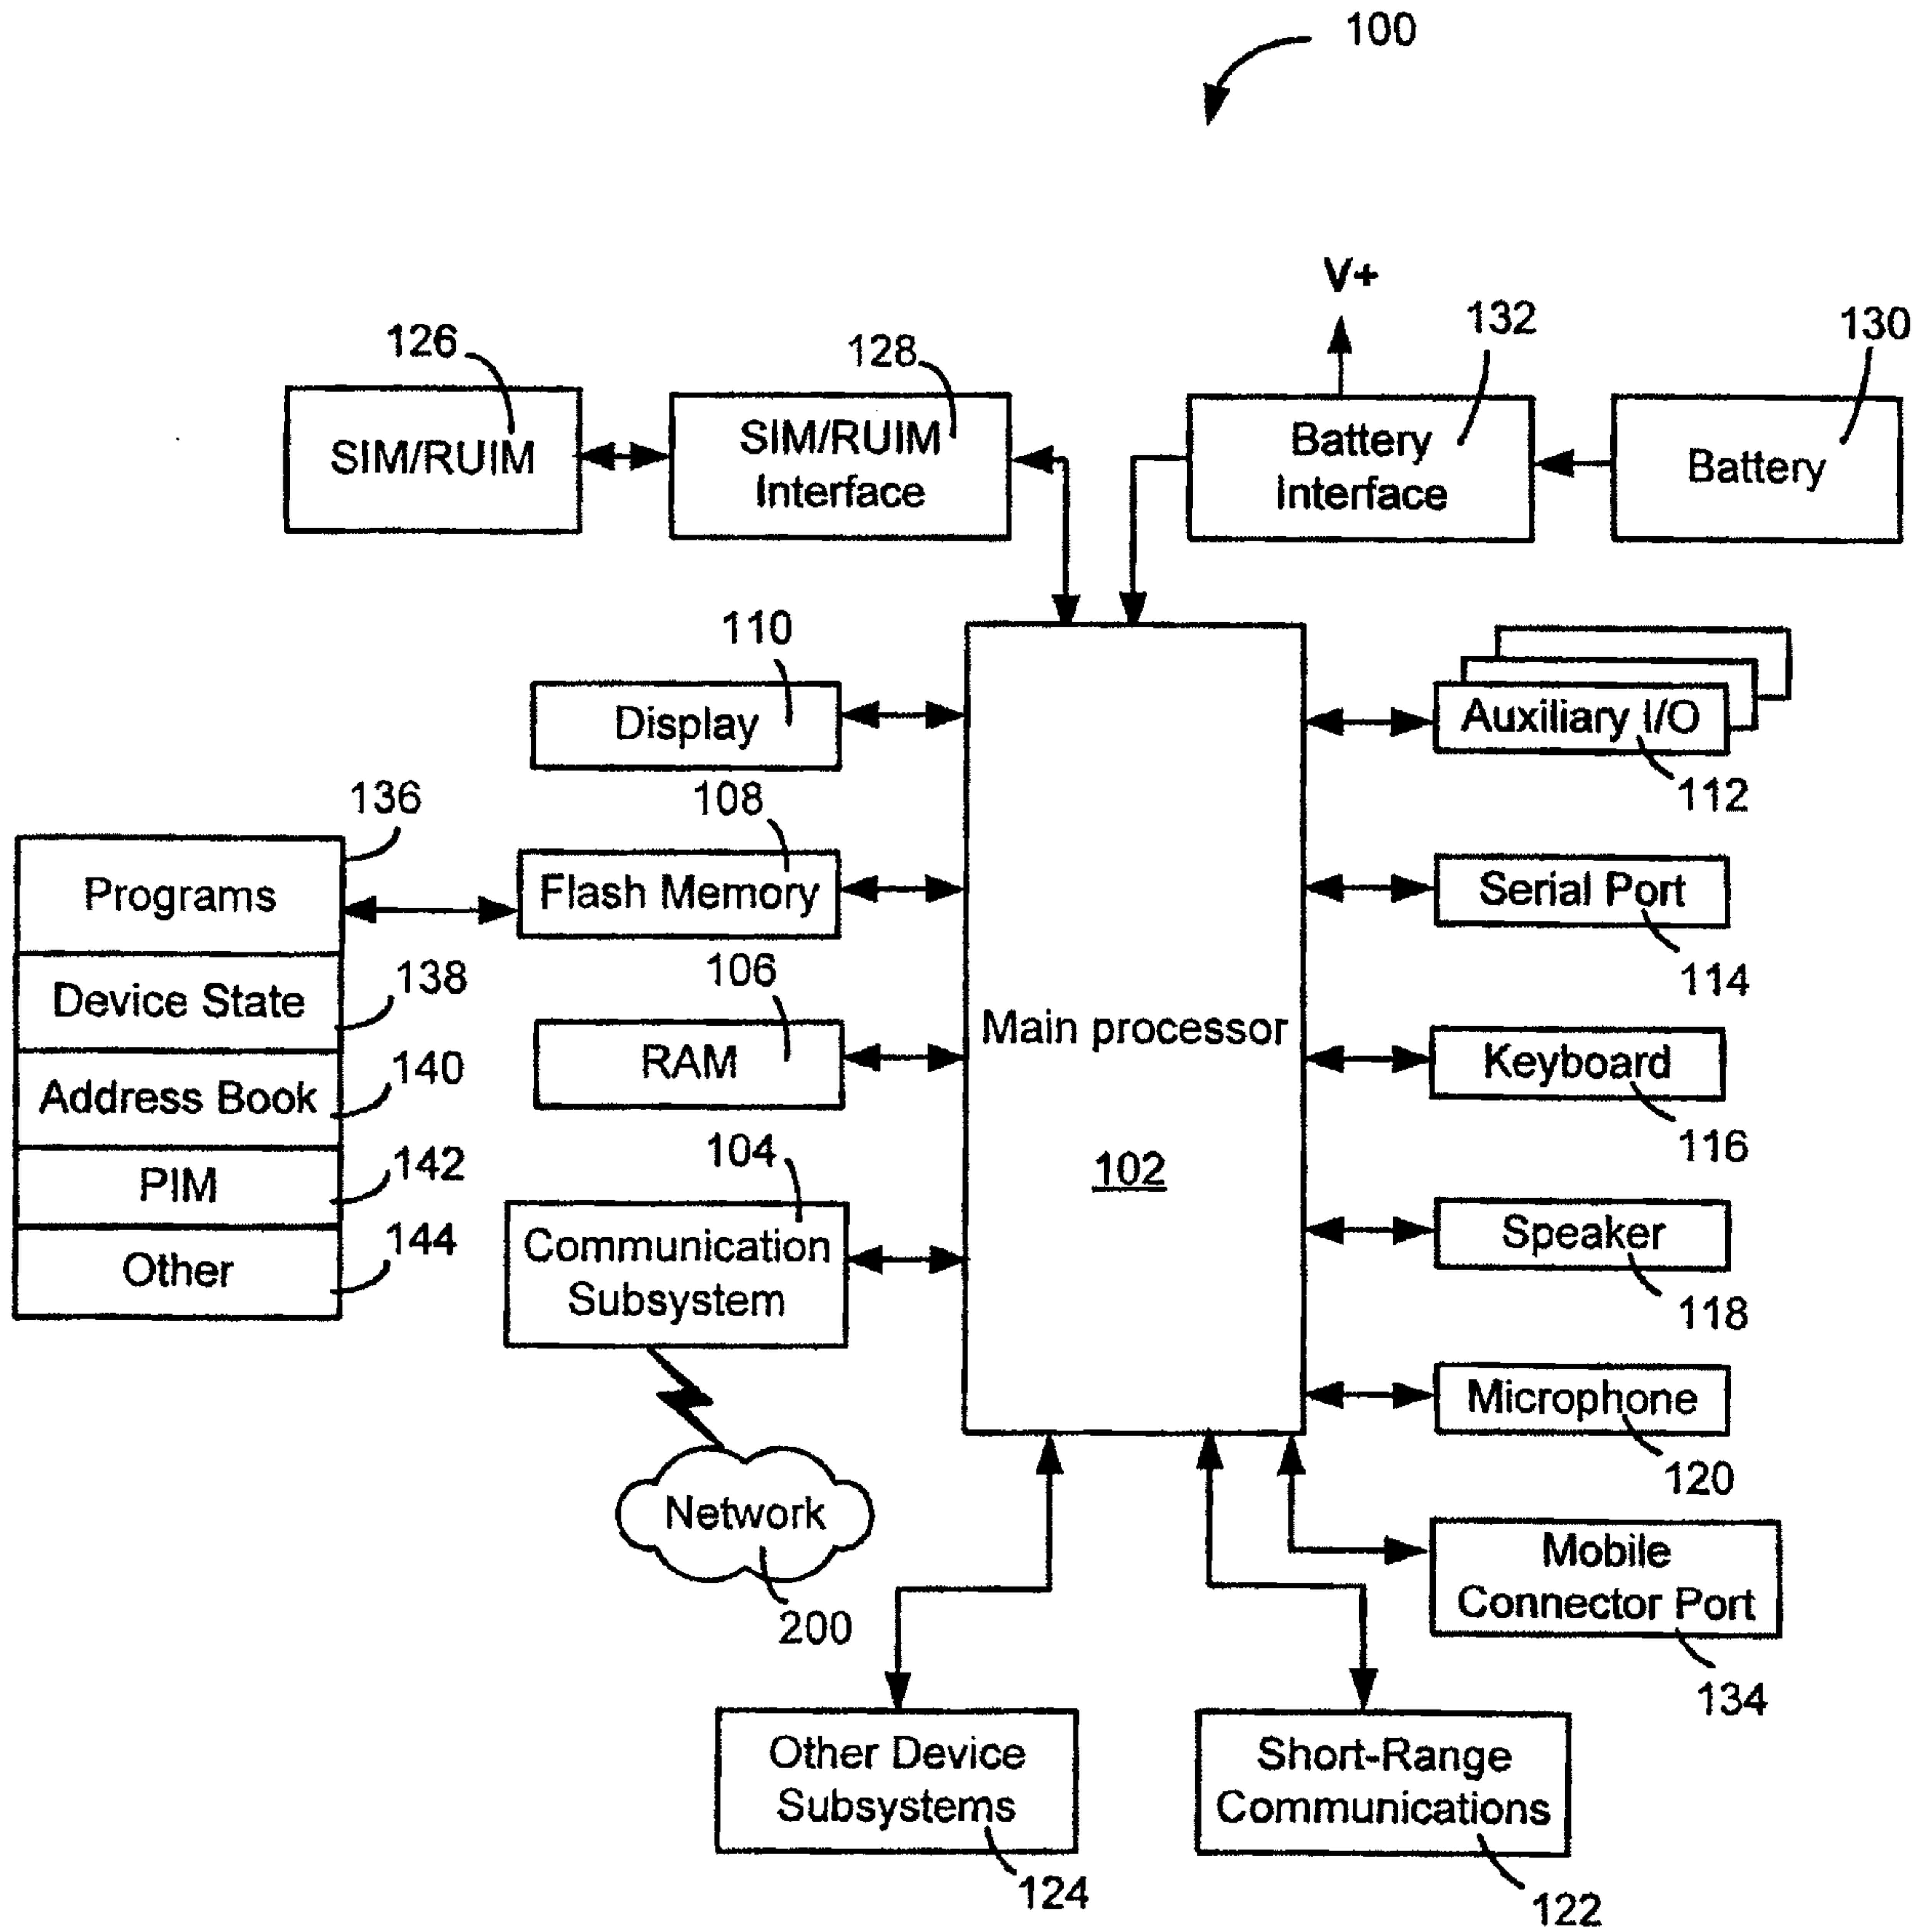 100
V+
132
130
126
128
SIM/RUIM
SIM/RUIM
Interface
Battery
Interface
Battery
110
Display
Auxiliary I/O
112
136
108
Programs
Flash Memory
Serial Port
114
138
106
Device State
RAM
Main processor
102
Keyboard
116
140
Address Book
104
142
PIM
Communication
Subsystem
Speaker
118
144
Other
Microphone
120
Network
200
Mobile
Connector Port
134
Other Device
Subsystems
124
Short-Range
Communications
122